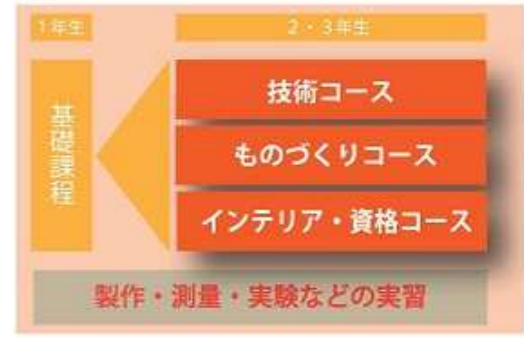 1年生
2・3年生
基礎課程
技術コース
ものづくりコース
インテリア・資格コース
製作・測量・実験などの実習